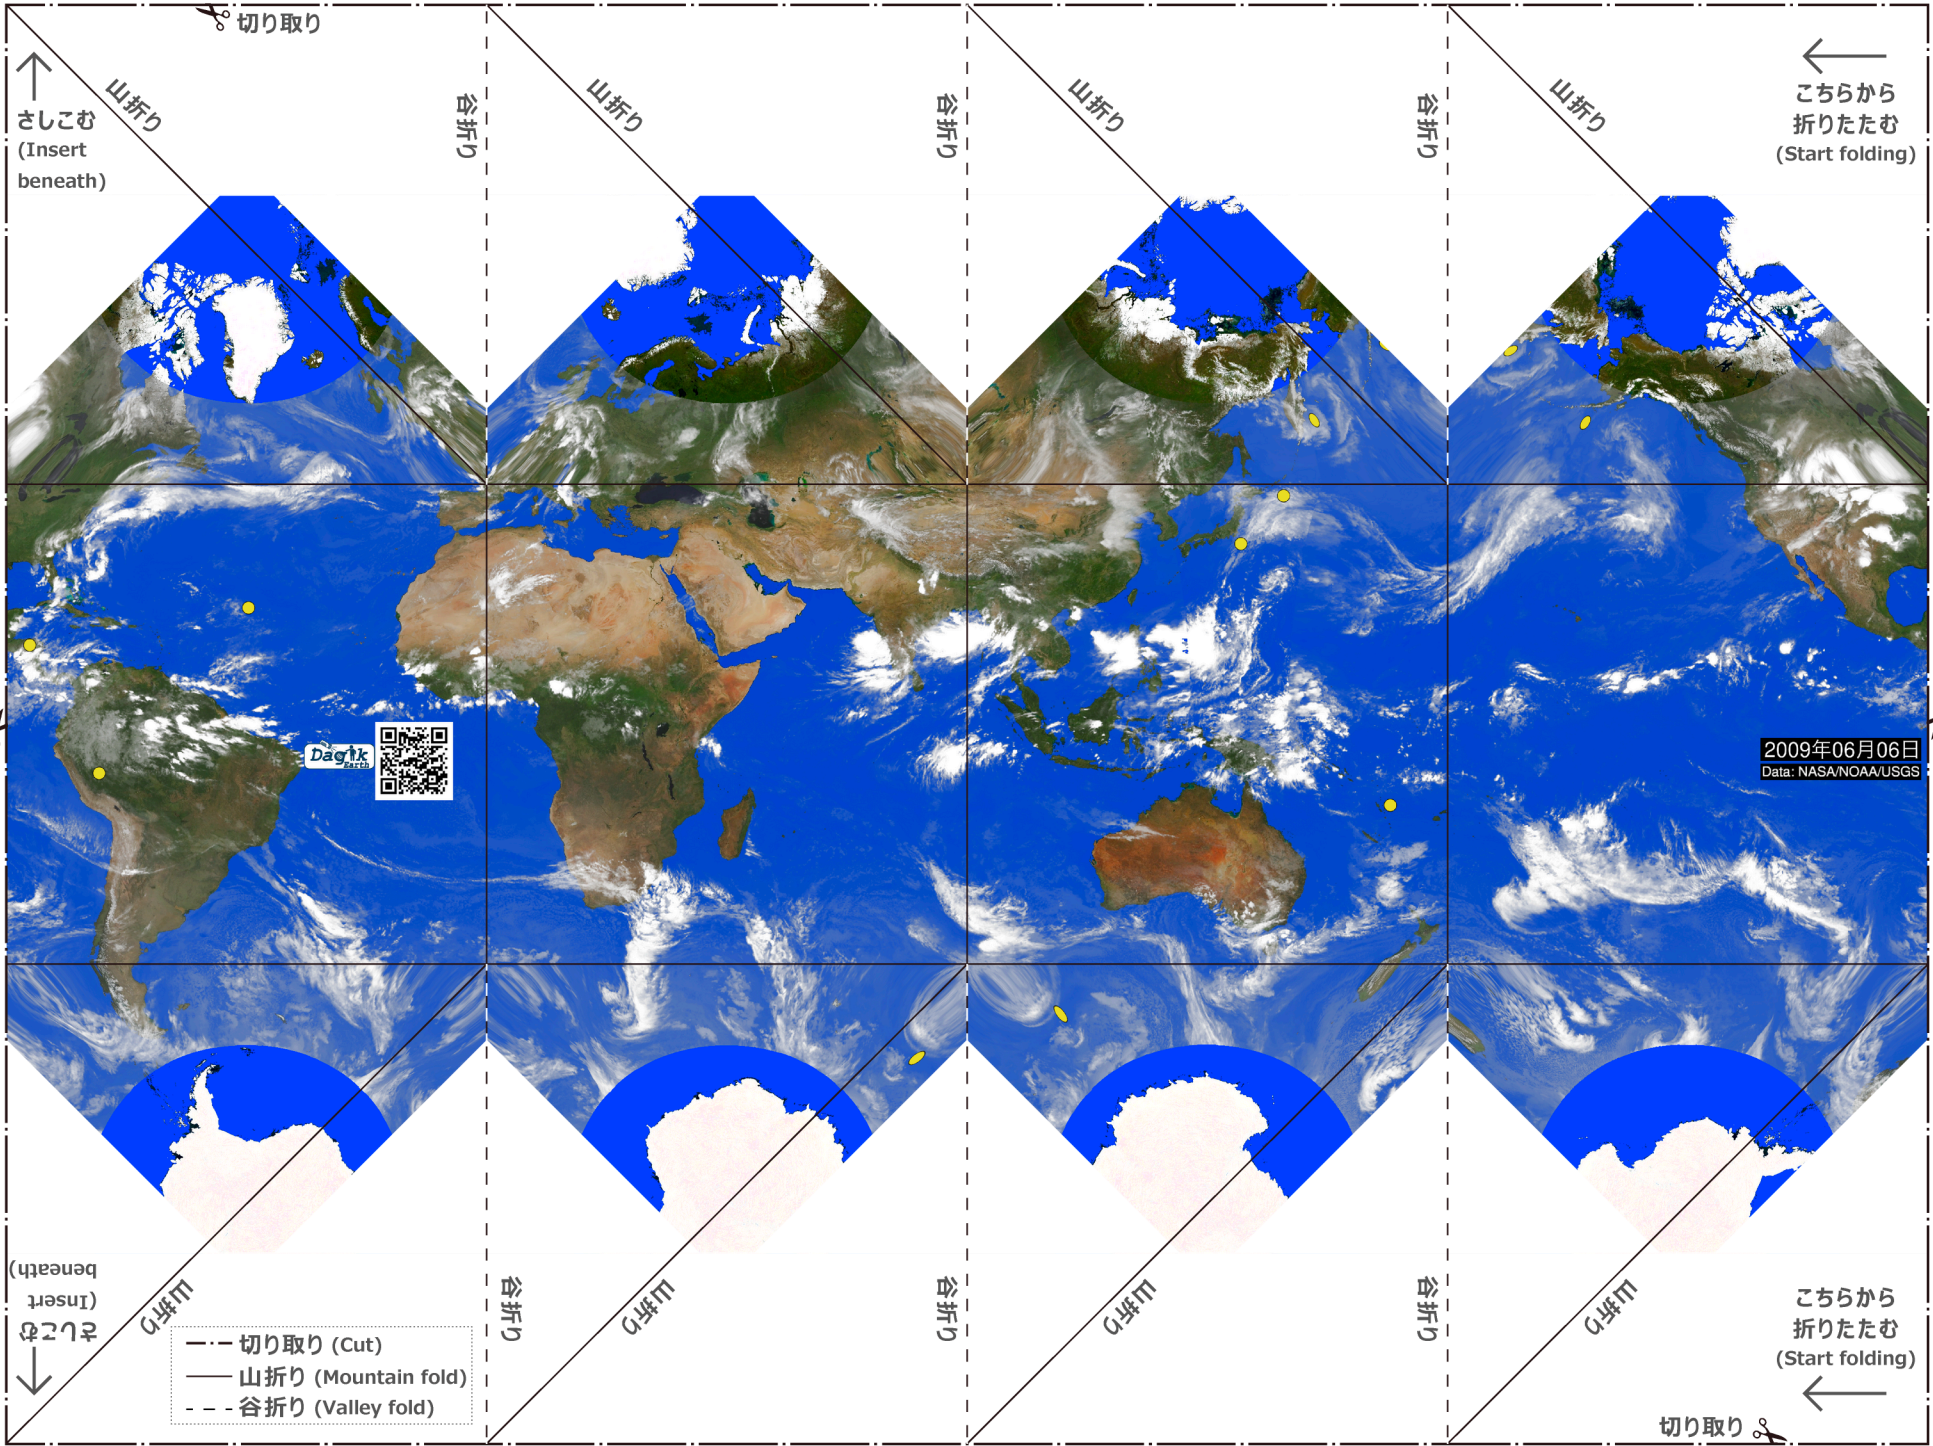 切り取り
山折り
谷折り
山折り
谷折り
山折り
谷折り
山折り
さしこむ
(Insert
beneath)
こちらから
折りたたむ
(Start folding)
Dagik
Earth
2009年06月06日
Data: NASA/NOAA/USGS
さしこむ
(Insert
beneath)
山折り
谷折り
山折り
谷折り
山折り
谷折り
山折り
こちらから
折りたたむ
(Start folding)
切り取り (Cut)
山折り (Mountain fold)
谷折り (Valley fold)
切り取り